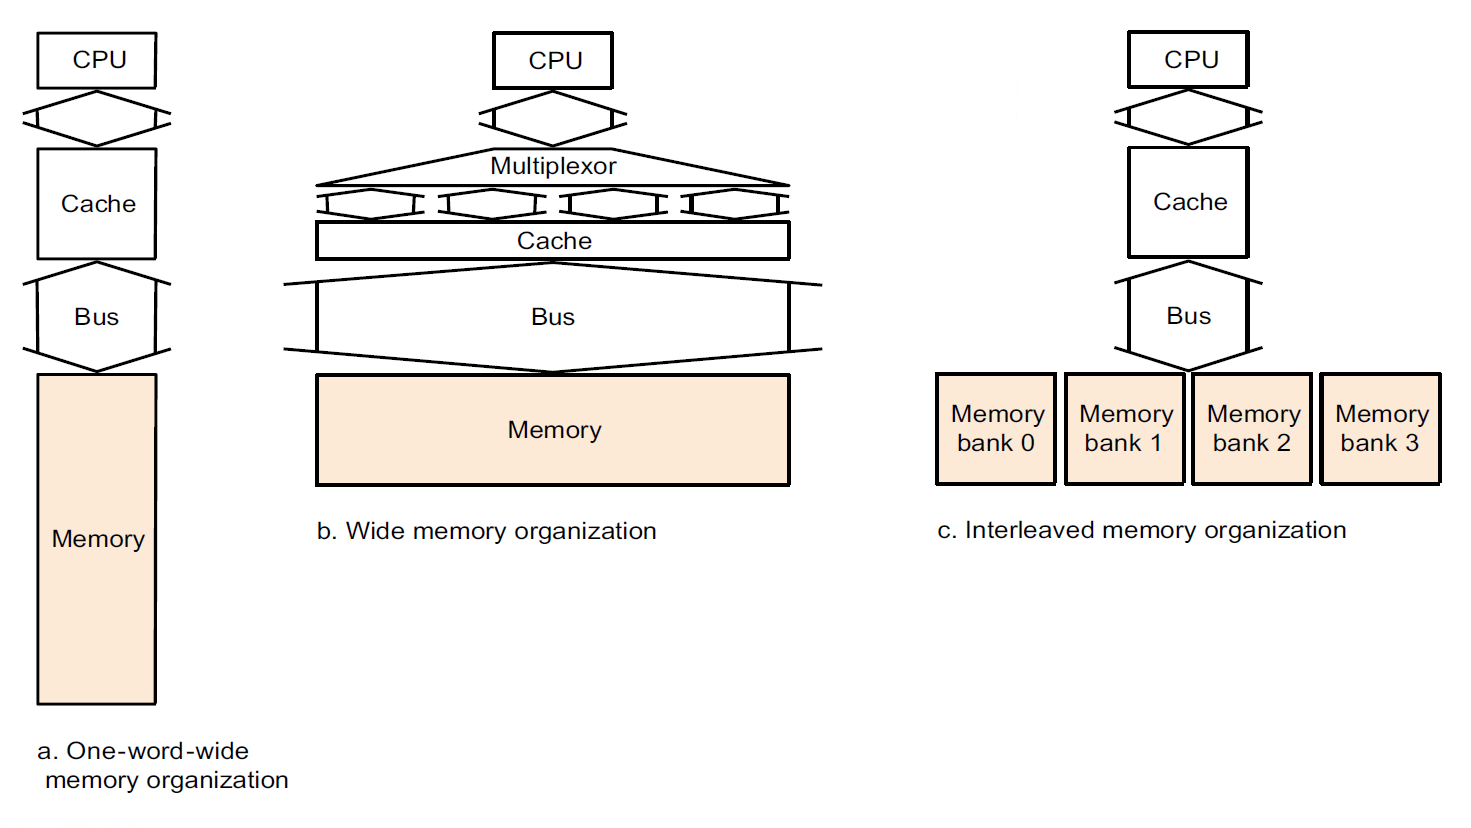 CPU
Cache
Bus
Memory
a. One-word-wide
memory organization
CPU
Multiplexor
Cache
Bus
Memory
b. Wide memory organization
CPU
Cache
Bus
Memory
bank 0
Memory
bank 1
Memory
bank 2
Memory
bank 3
c. Interleaved memory organization